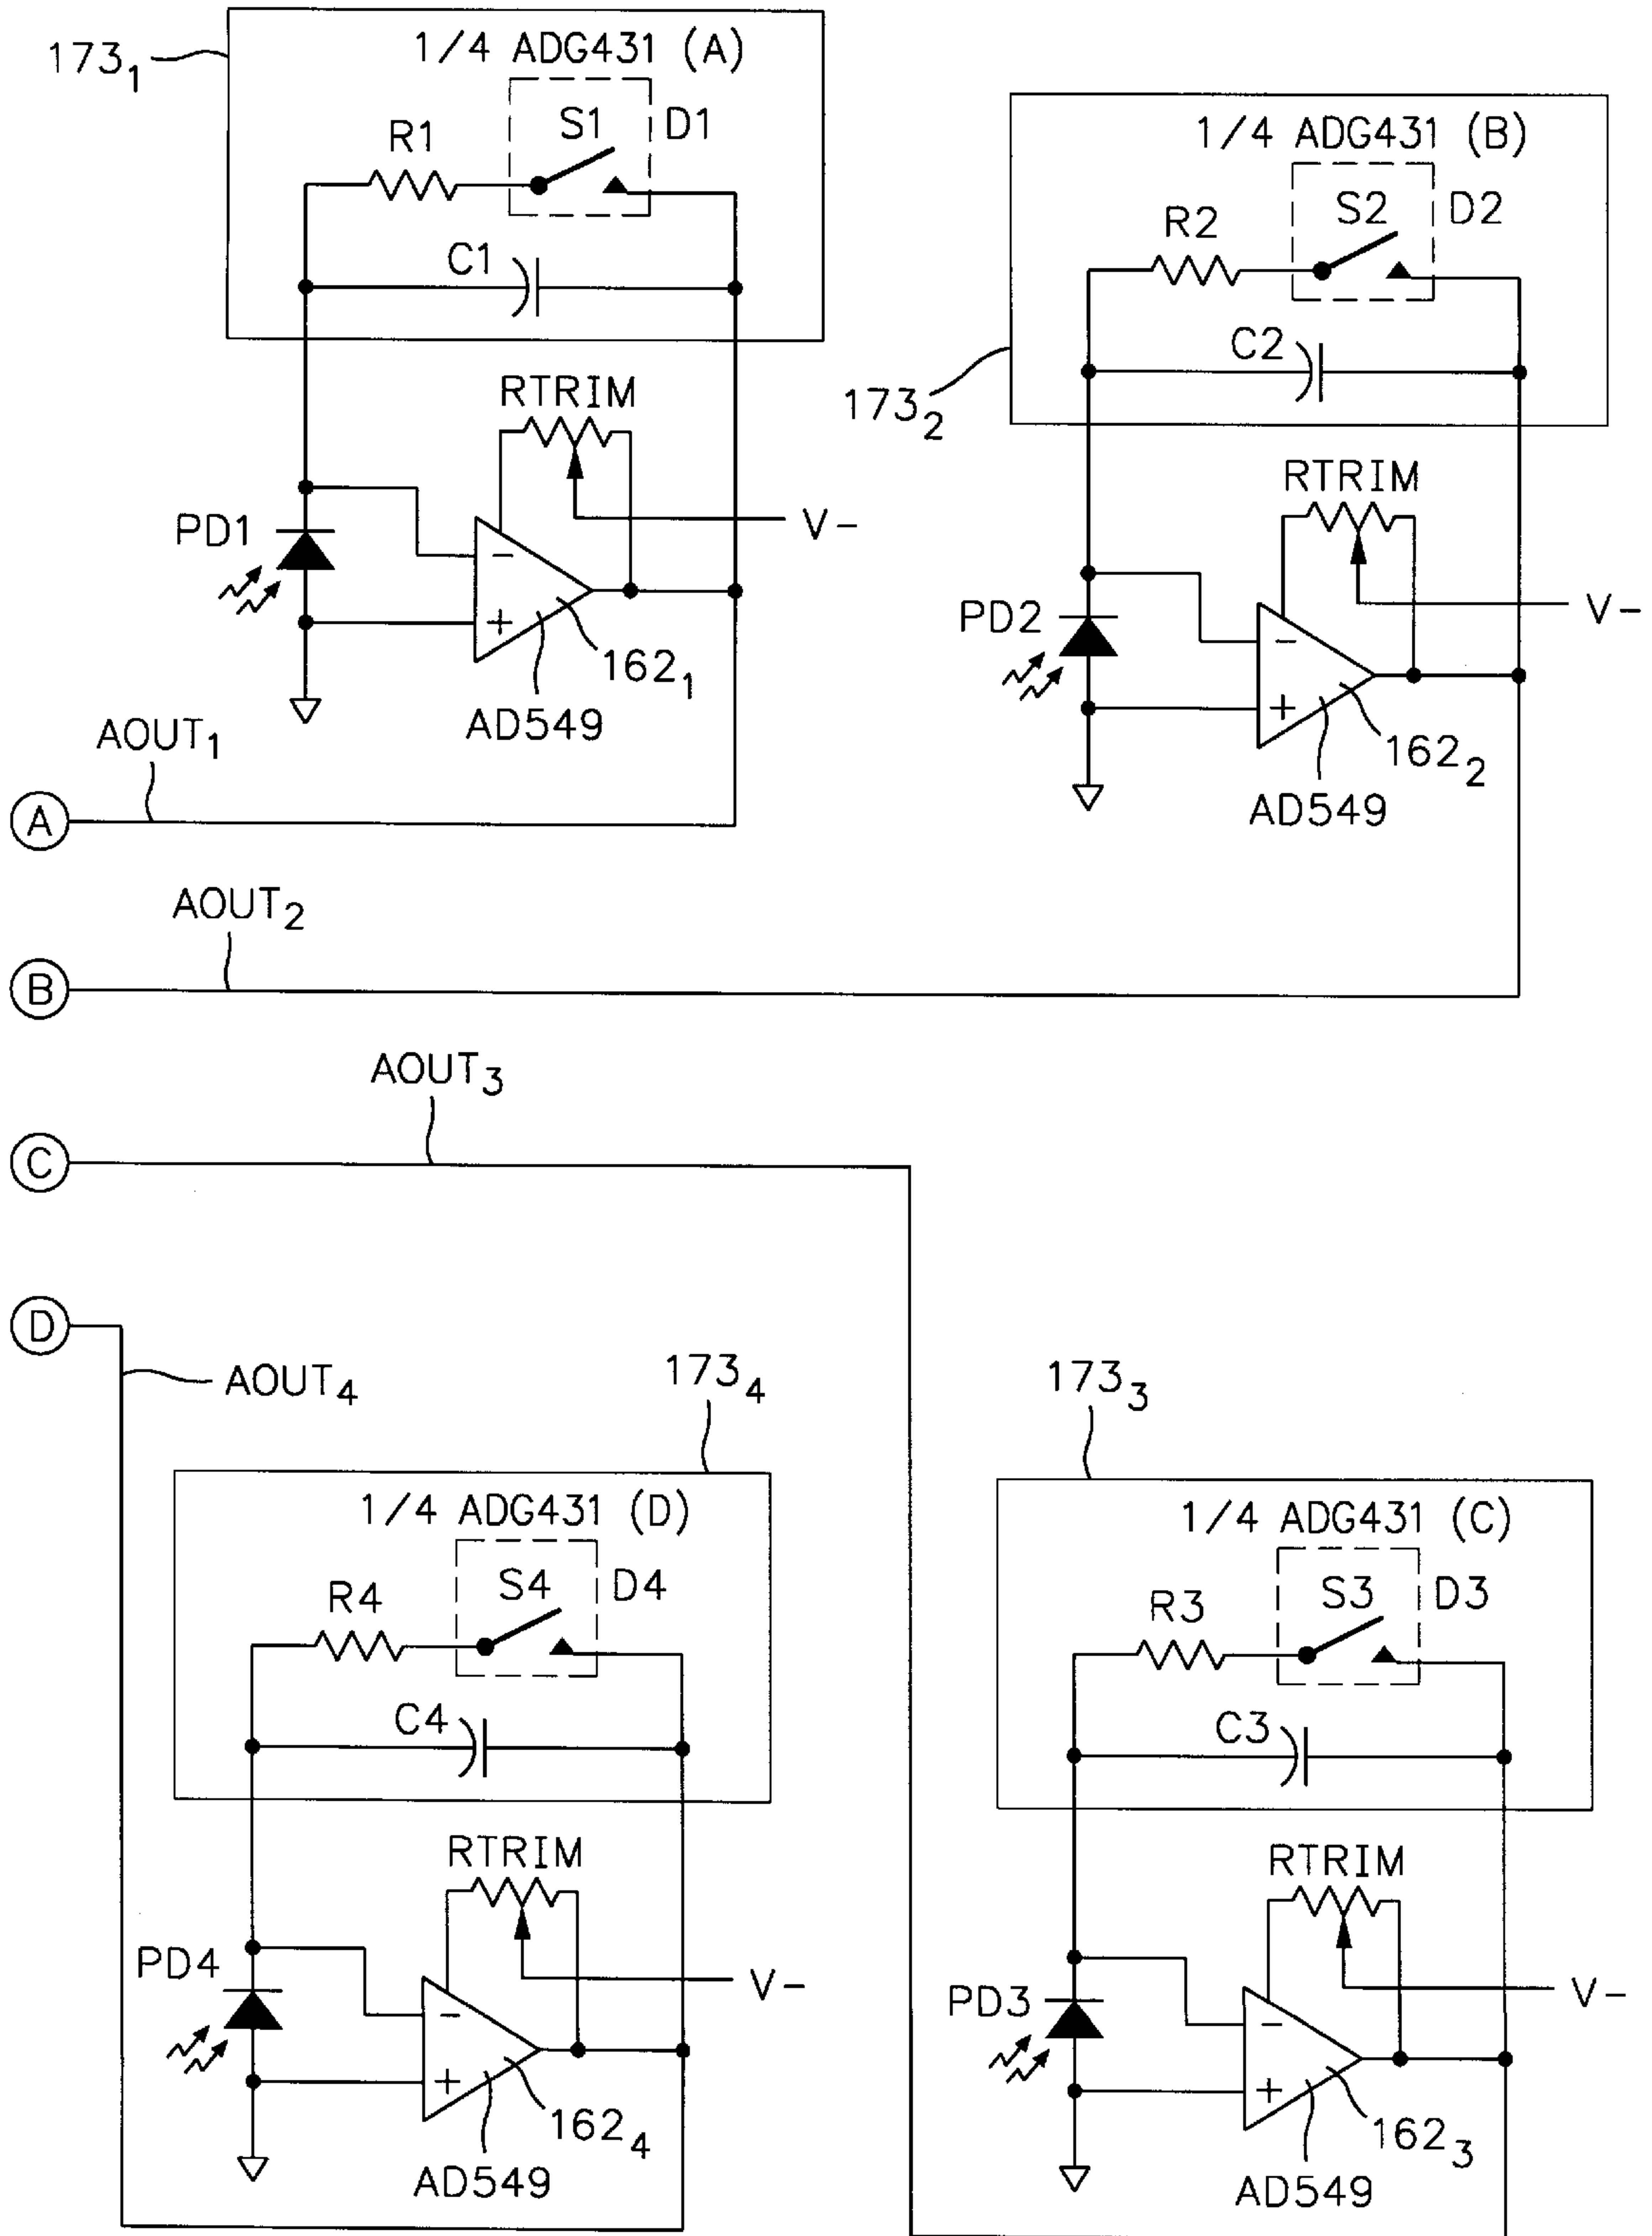 173₁
1/4 ADG431 (A)
S1
D1
R1
C1
RTRIM
V-
PD1
-
+
162₁
AD549
AOUT₁
A
1/4 ADG431 (B)
S2
D2
R2
C2
173₂
RTRIM
V-
PD2
-
+
162₂
AD549
AOUT₂
B
AOUT₃
C
D
AOUT₄
173₄
1/4 ADG431 (D)
S4
D4
R4
C4
RTRIM
V-
PD4
-
+
162₄
AD549
173₃
1/4 ADG431 (C)
S3
D3
R3
C3
RTRIM
V-
PD3
-
+
162₃
AD549